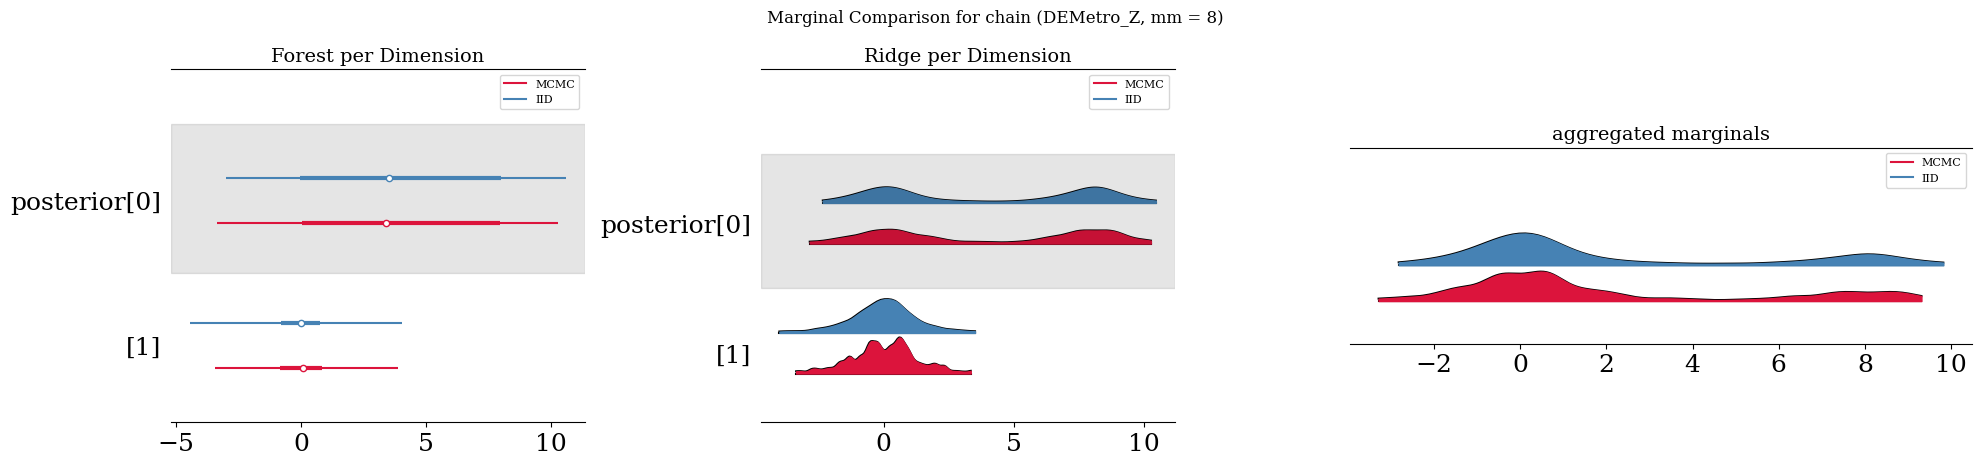 Marginal Comparison for chain (DEMetro_Z, mm = 8)
Forest per Dimension
MCMC
IID
posterior[0]
[1]
−5 0 5 10
Ridge per Dimension
MCMC
IID
posterior[0]
[1]
0 5 10
aggregated marginals
MCMC
IID
−2 0 2 4 6 8 10